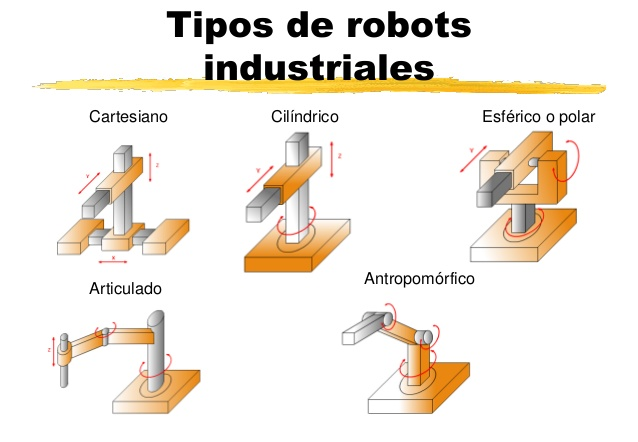 Tipos de robots
industriales
Cartesiano
Cilíndrico
Esférico o polar
Y
Z
X
Y
Z
Y
Articulado
Antropomórfico
Z